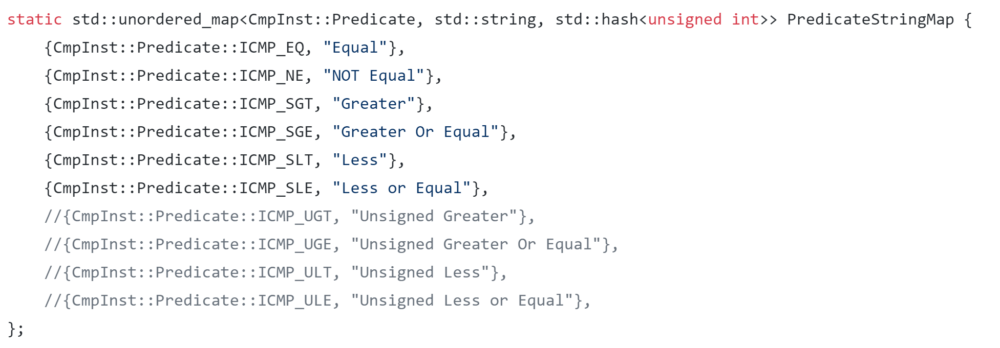 static std::unordered_map<CmpInst::Predicate, std::string, std::hash<unsigned int>> PredicateStringMap {
    {CmpInst::Predicate::ICMP_EQ, "Equal"},
    {CmpInst::Predicate::ICMP_NE, "NOT Equal"},
    {CmpInst::Predicate::ICMP_SGT, "Greater"},
    {CmpInst::Predicate::ICMP_SGE, "Greater Or Equal"},
    {CmpInst::Predicate::ICMP_SLT, "Less"},
    {CmpInst::Predicate::ICMP_SLE, "Less or Equal"},
    //{CmpInst::Predicate::ICMP_UGT, "Unsigned Greater"},
    //{CmpInst::Predicate::ICMP_UGE, "Unsigned Greater Or Equal"},
    //{CmpInst::Predicate::ICMP_ULT, "Unsigned Less"},
    //{CmpInst::Predicate::ICMP_ULE, "Unsigned Less or Equal"},
};